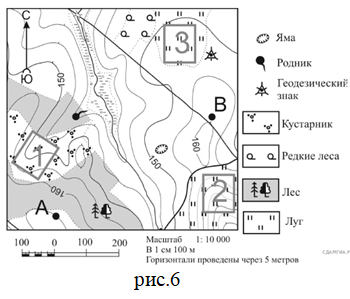 С
Ю
3
150
1
150
160
160
2
А
В
Яма
Родник
Геодезический
знак
Кустарник
Редкие леса
Лес
Луг
100 0 100 200
Масштаб 1: 10 000
В 1 см 100 м
Горизонтали проведены через 5 метров
рис.6